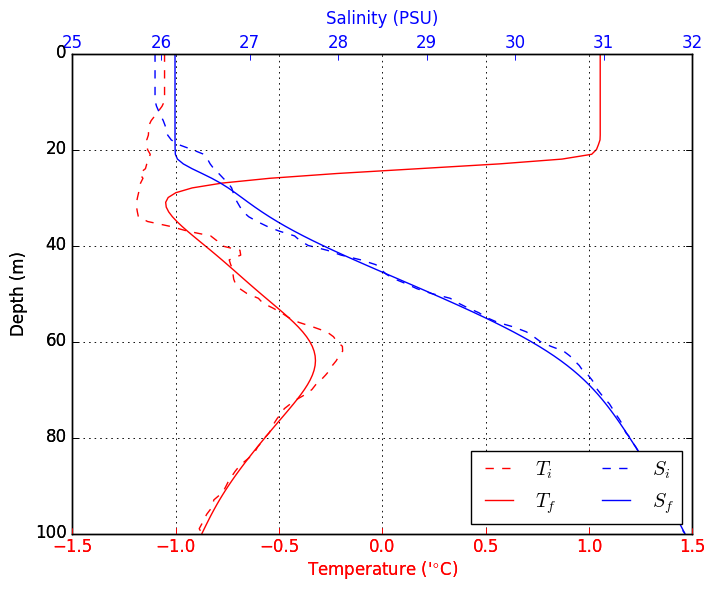 Salinity (PSU)
25 26 27 28 29 30 31 32
0
20
40
60
80
100
Depth (m)
T_i S_i
T_f S_f
−1.5 −1.0 −0.5 0.0 0.5 1.0 1.5
Temperature ('°C)